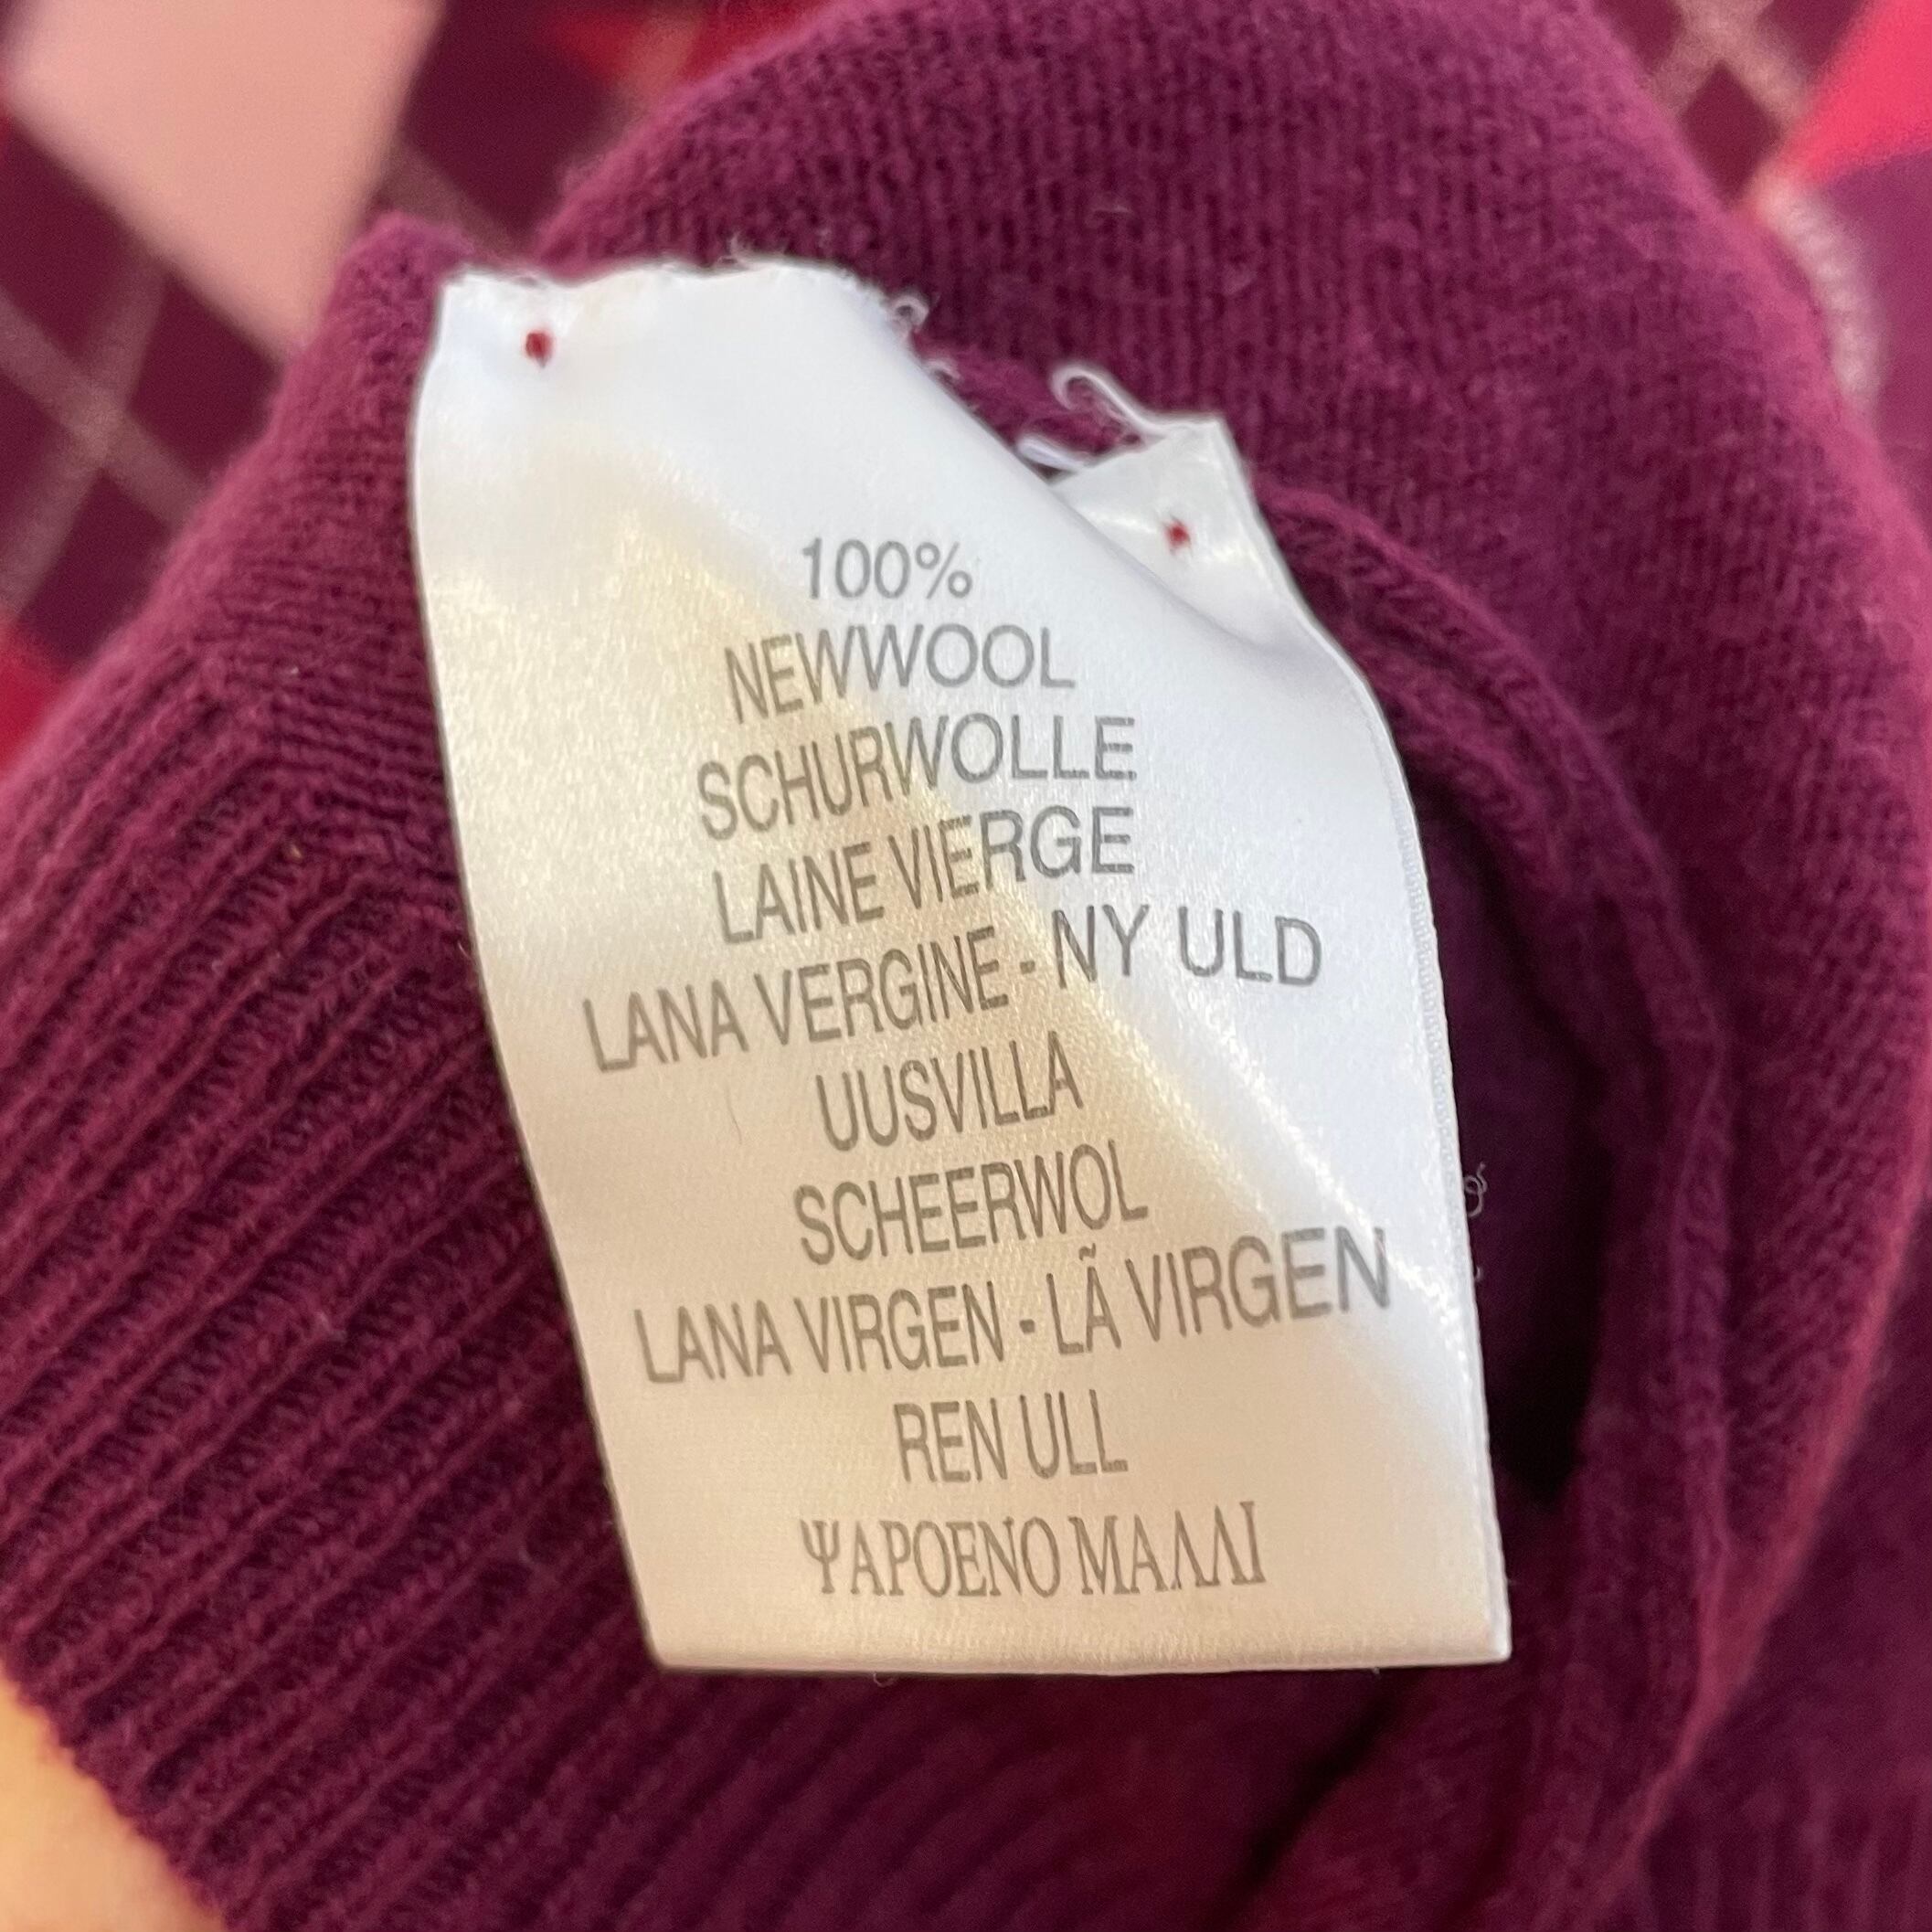 100%
NEWWOOL
SCHURWOLLE
LAINE VIERGE
LANA VERGINE - NY ULD
UUSVILLA
SCHEERWOL
LANA VIRGEN - LÃ VIRGEN
REN ULL
ΨΑΡΟΕΝΟ ΜΑΛΛΙ